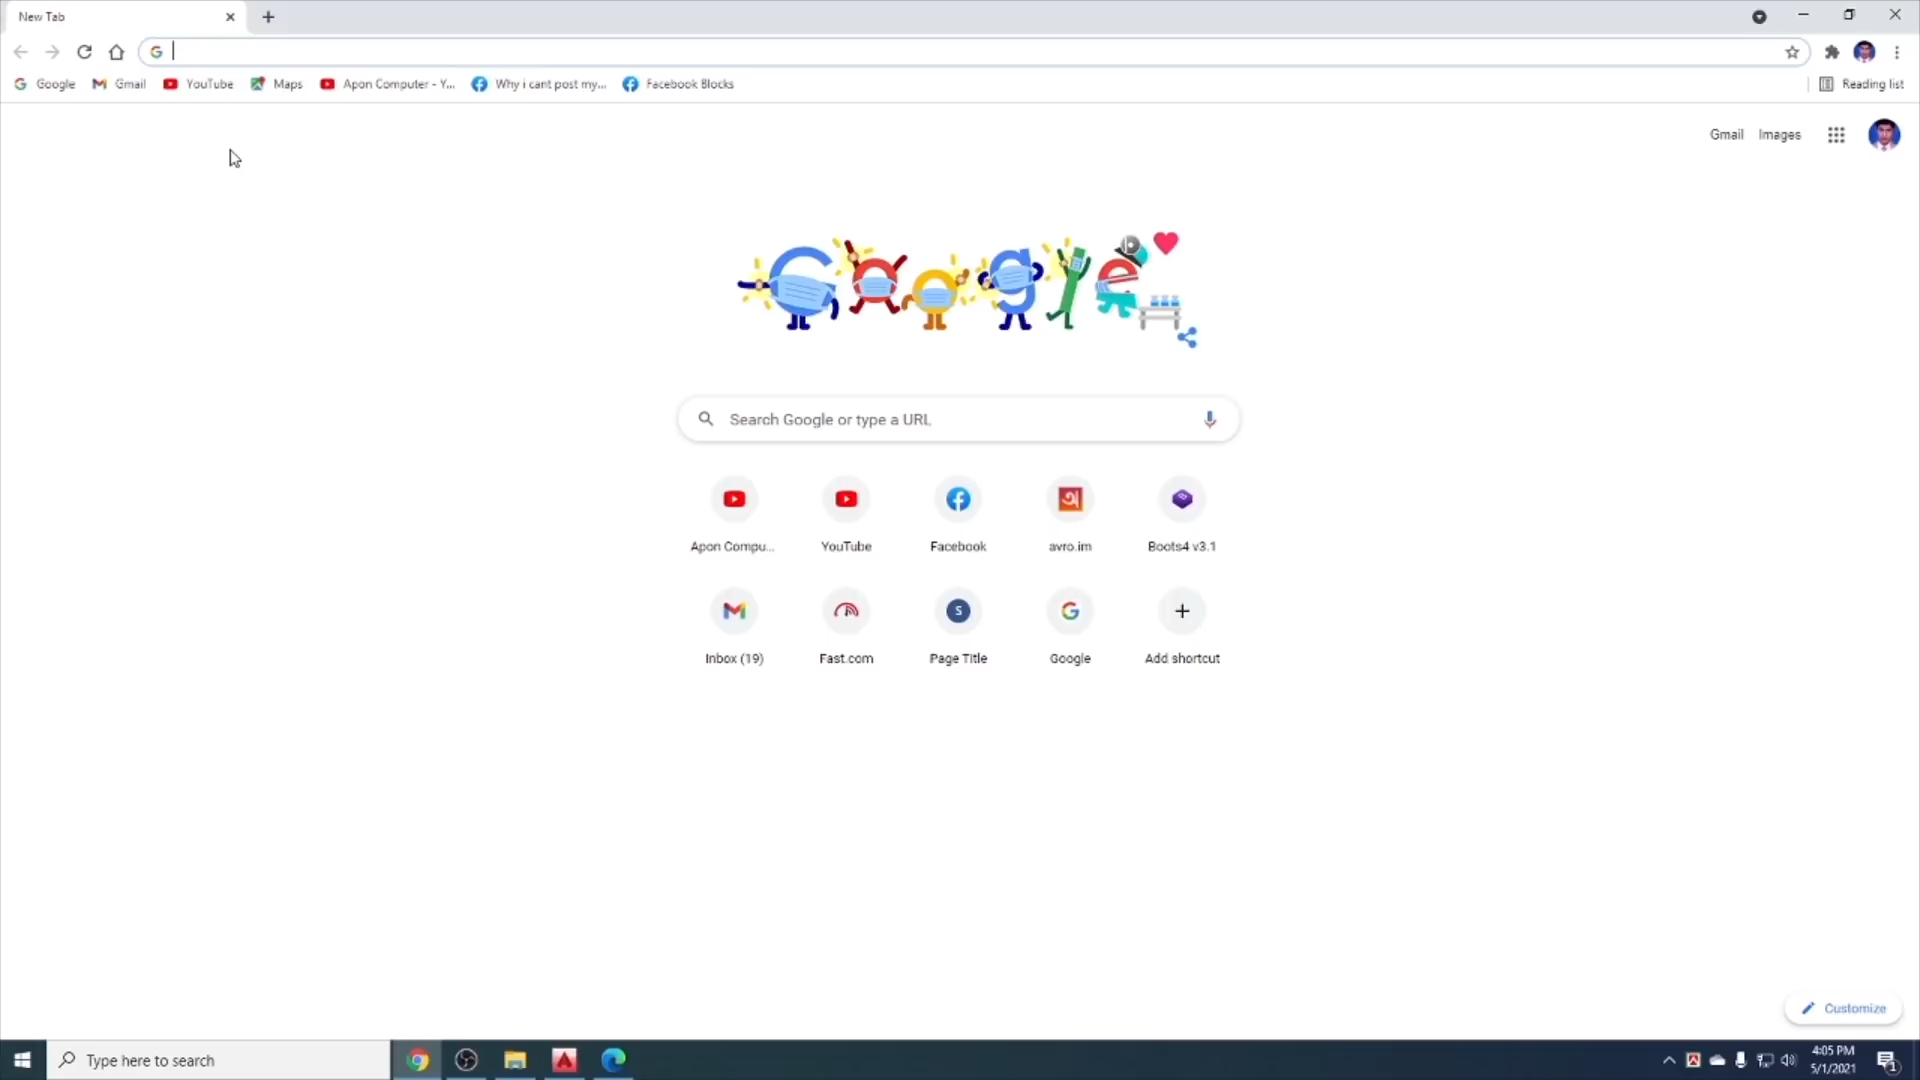 New Tab
Google Gmail YouTube Maps Apon Computer - Y... Why i cant post my... Facebook Blocks Reading list
Gmail Images
Google
Search Google or type a URL
Apon Compu... YouTube Facebook avro.im Boots4 v3.1
S
Inbox (19) Fast.com Page Title Google Add shortcut
Customize
Type here to search
4:05 PM
5/1/2021
1